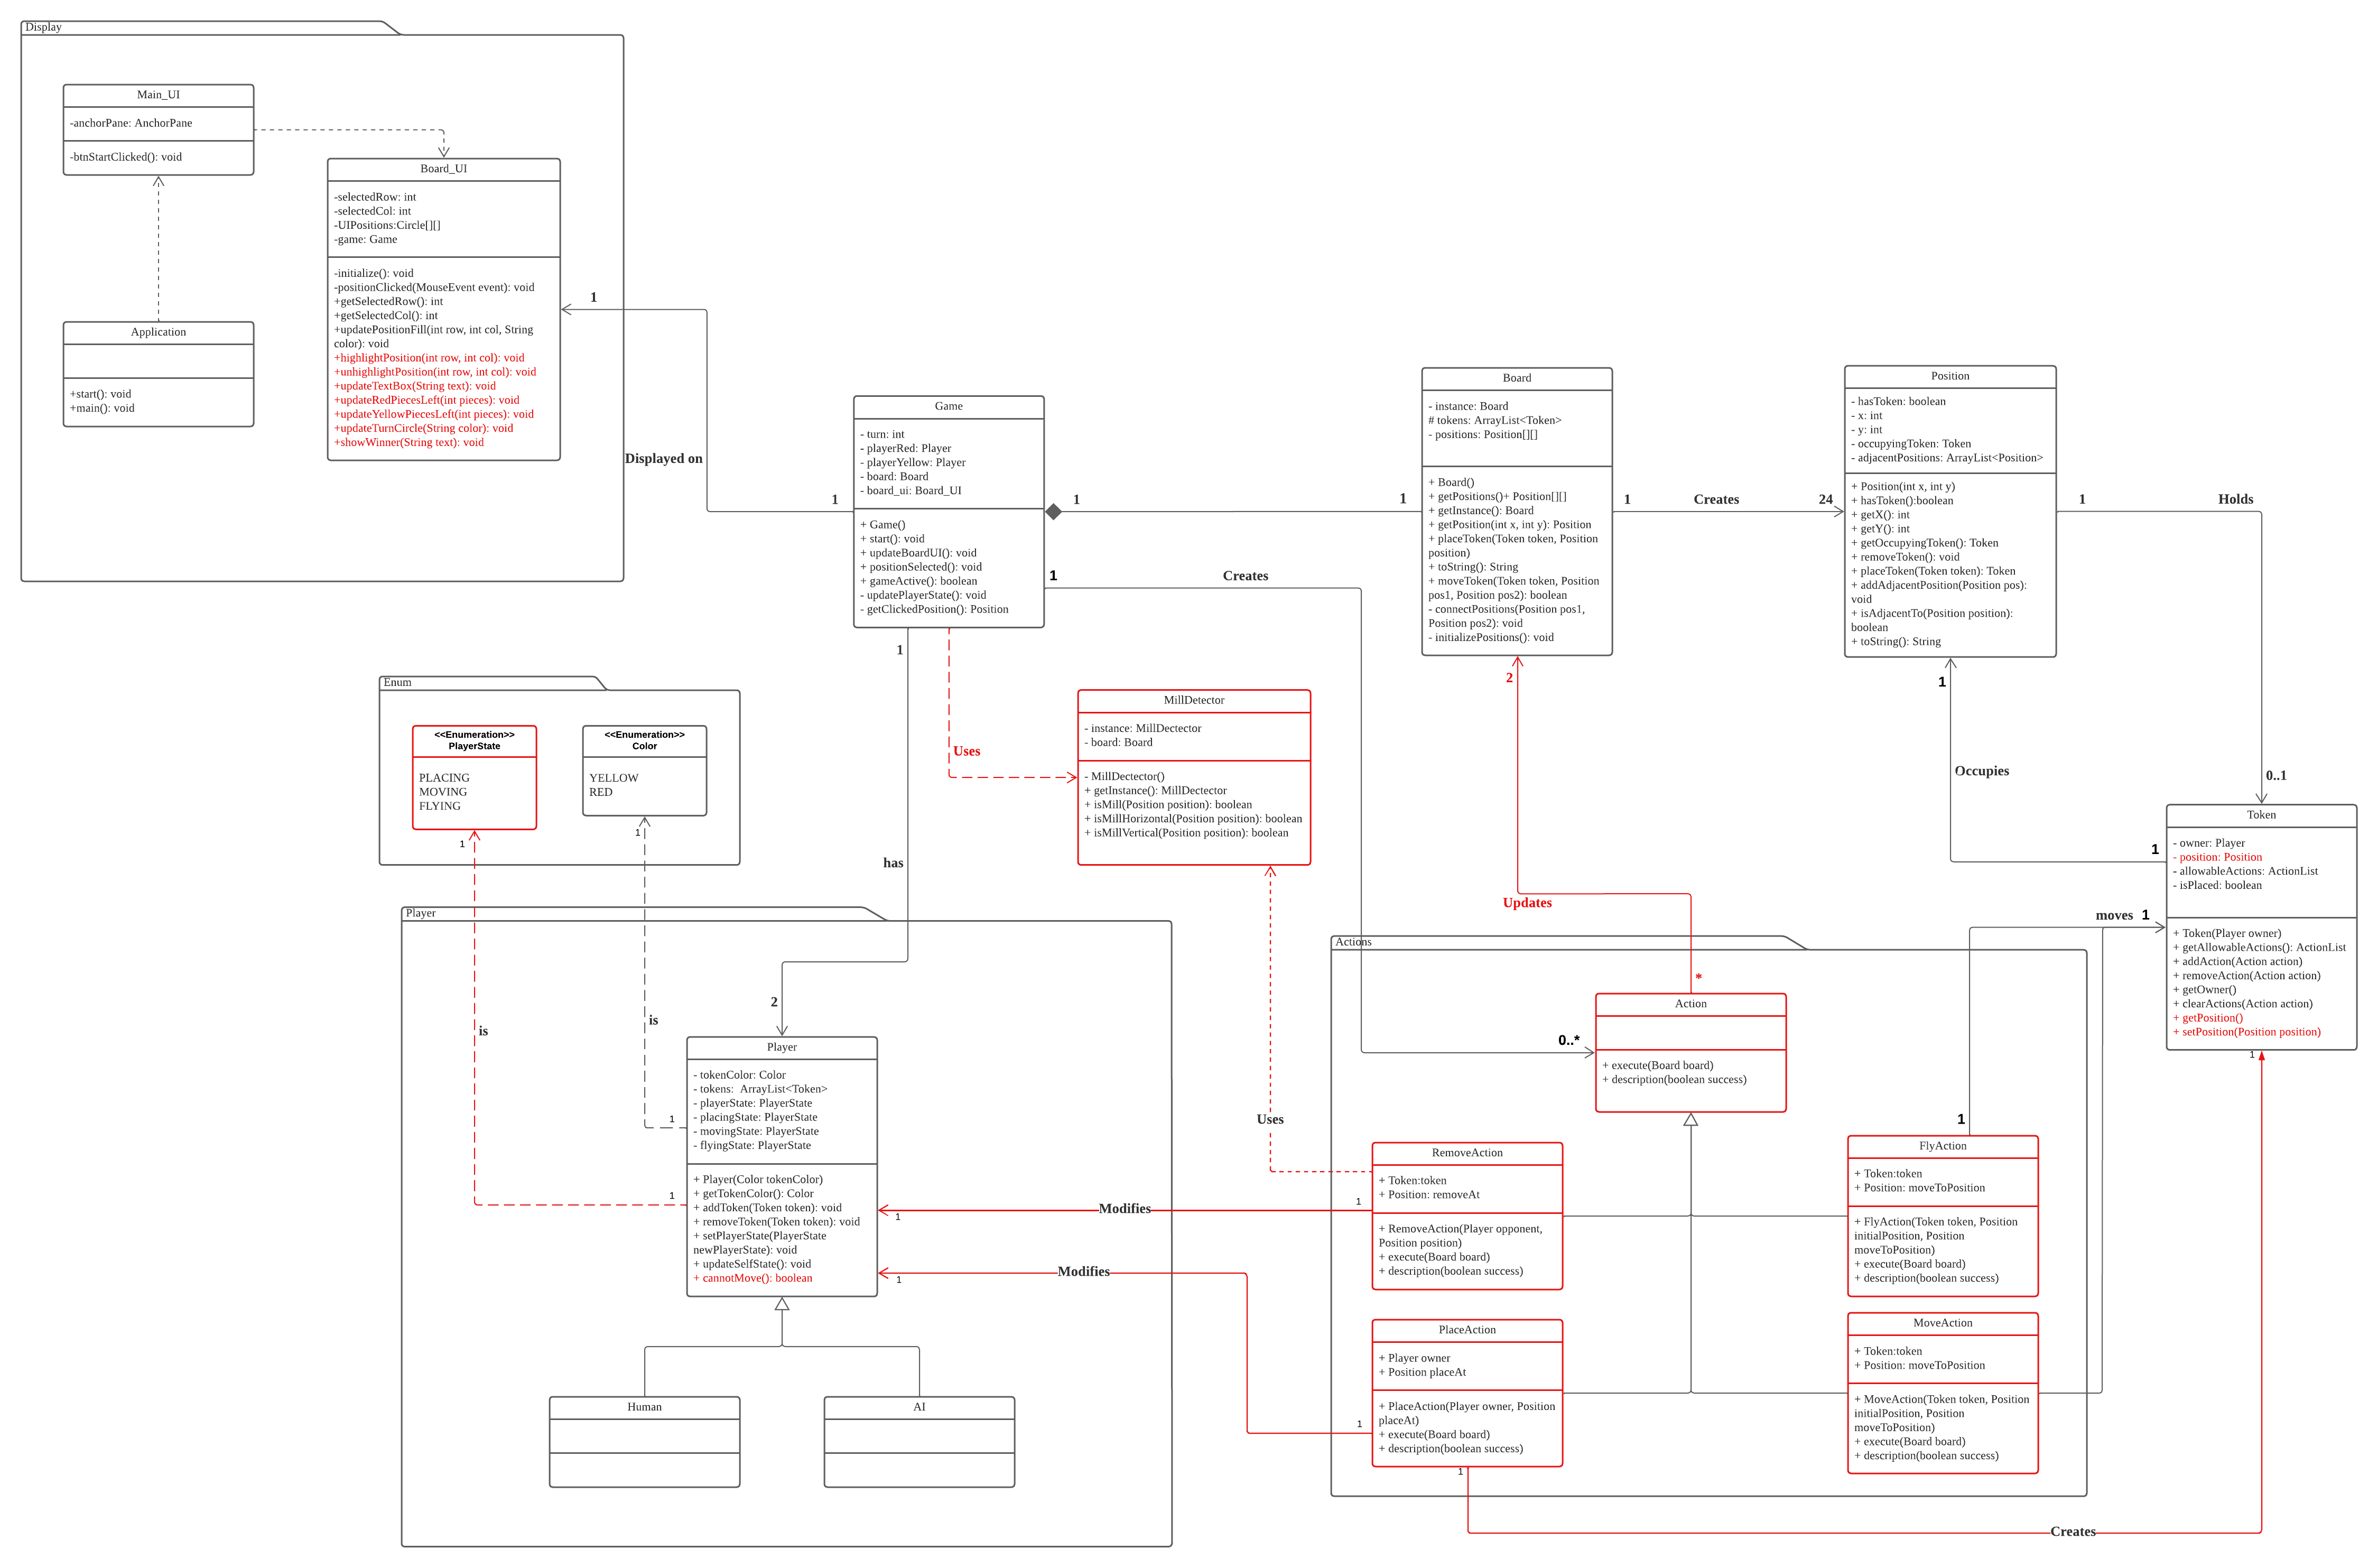 Display
Main_UI
-anchorPane: AnchorPane
-btnStartClicked(): void
Board_UI
-selectedRow: int
-selectedCol: int
-UIPositions:Circle[][]
-game: Game
-initialize(): void
-positionClicked(MouseEvent event): void
+getSelectedRow(): int
+getSelectedCol(): int
+updatePositionFill(int row, int col, String
color): void
+highlightPosition(int row, int col): void
+unhighlightPosition(int row, int col): void
+updateTextBox(String text): void
+updateRedPiecesLeft(int pieces): void
+updateYellowPiecesLeft(int pieces): void
+updateTurnCircle(String color): void
+showWinner(String text): void
Application
+start(): void
+main(): void
1
Displayed on
1
Game
- turn: int
- playerRed: Player
- playerYellow: Player
- board: Board
- board_ui: Board_UI
+ Game()
+ start(): void
+ updateBoardUI(): void
+ positionSelected(): void
+ gameActive(): boolean
- updatePlayerState(): void
- getClickedPosition(): Position
1
1
1
Creates
Board
- instance: Board
# tokens: ArrayList<Token>
- positions: Position[][]
+ Board()
+ getPositions()+ Position[][]
+ getInstance(): Board
+ getPosition(int x, int y): Position
+ placeToken(Token token, Position
position)
+ toString(): String
+ moveToken(Token token, Position
pos1, Position pos2): boolean
- connectPositions(Position pos1,
Position pos2): void
- initializePositions(): void
1
Creates
24
Position
- hasToken: boolean
- x: int
- y: int
- occupyingToken: Token
- adjacentPositions: ArrayList<Position>
+ Position(int x, int y)
+ hasToken():boolean
+ getX(): int
+ getY(): int
+ getOccupyingToken(): Token
+ removeToken(): void
+ placeToken(Token token): Token
+ addAdjacentPosition(Position pos):
void
+ isAdjacentTo(Position position):
boolean
+ toString(): String
1
Holds
0..1
1
Occupies
1
Token
- owner: Player
- position: Position
- allowableActions: ActionList
- isPlaced: boolean
+ Token(Player owner)
+ getAllowableActions(): ActionList
+ addAction(Action action)
+ removeAction(Action action)
+ getOwner()
+ clearActions(Action action)
+ getPosition()
+ setPosition(Position position)
1
moves 1
1
has
2
Uses
MillDetector
- instance: MillDectector
- board: Board
- MillDectector()
+ getInstance(): MillDectector
+ isMill(Position position): boolean
+ isMillHorizontal(Position position): boolean
+ isMillVertical(Position position): boolean
2
Updates
*
Enum
<<Enumeration>>
PlayerState
PLACING
MOVING
FLYING
<<Enumeration>>
Color
YELLOW
RED
1
1
is
is
1
1
Player
Player
- tokenColor: Color
- tokens:  ArrayList<Token>
- playerState: PlayerState
- placingState: PlayerState
- movingState: PlayerState
- flyingState: PlayerState
+ Player(Color tokenColor)
+ getTokenColor(): Color
+ addToken(Token token): void
+ removeToken(Token token): void
+ setPlayerState(PlayerState
newPlayerState): void
+ updateSelfState(): void
+ cannotMove(): boolean
Human
AI
1
Modifies
1
1
Modifies
1
Uses
Actions
0..*
Action
+ execute(Board board)
+ description(boolean success)
RemoveAction
+ Token:token
+ Position: removeAt
+ RemoveAction(Player opponent,
Position position)
+ execute(Board board)
+ description(boolean success)
1
FlyAction
+ Token:token
+ Position: moveToPosition
+ FlyAction(Token token, Position
initialPosition, Position
moveToPosition)
+ execute(Board board)
+ description(boolean success)
PlaceAction
+ Player owner
+ Position placeAt
+ PlaceAction(Player owner, Position
placeAt)
+ execute(Board board)
+ description(boolean success)
MoveAction
+ Token:token
+ Position: moveToPosition
+ MoveAction(Token token, Position
initialPosition, Position
moveToPosition)
+ execute(Board board)
+ description(boolean success)
1
Creates